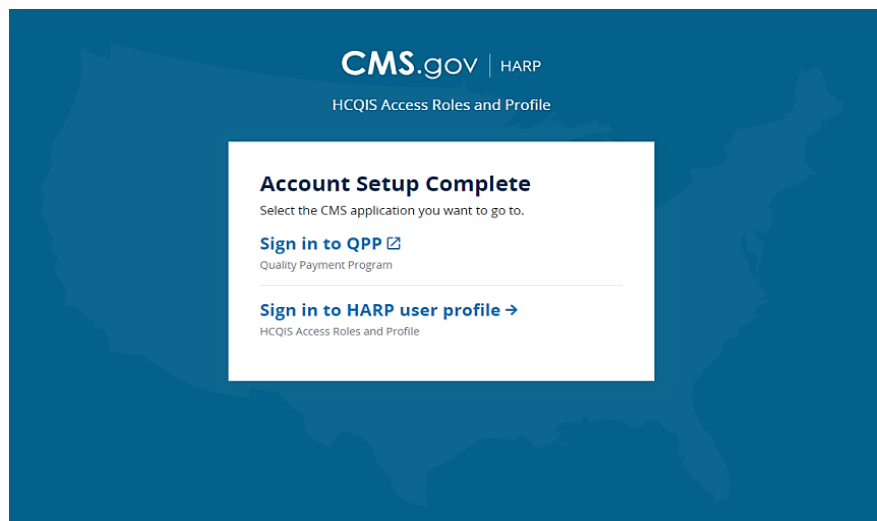 CMS.gov | HARP
HCQIS Access Roles and Profile
Account Setup Complete
Select the CMS application you want to go to.
Sign in to QPP
Quality Payment Program
Sign in to HARP user profile →
HCQIS Access Roles and Profile